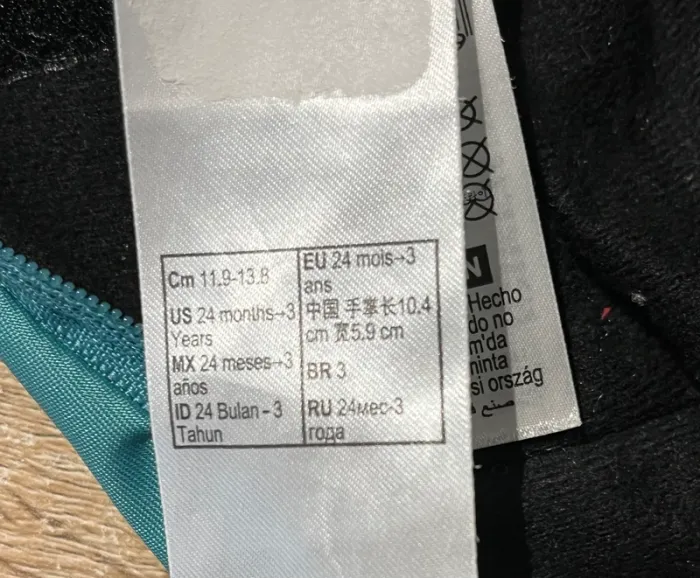 Cm 11.9-13.8
US 24 months→3
Years
MX 24 meses→3
años
ID 24 Bulan - 3
Tahun
EU 24 mois→3
ans
中国 手掌长10.4
cm 宽5.9 cm
BR 3
RU 24мес-3
года
N
Hecho
do no
m'da
ninta
si ország
صنع